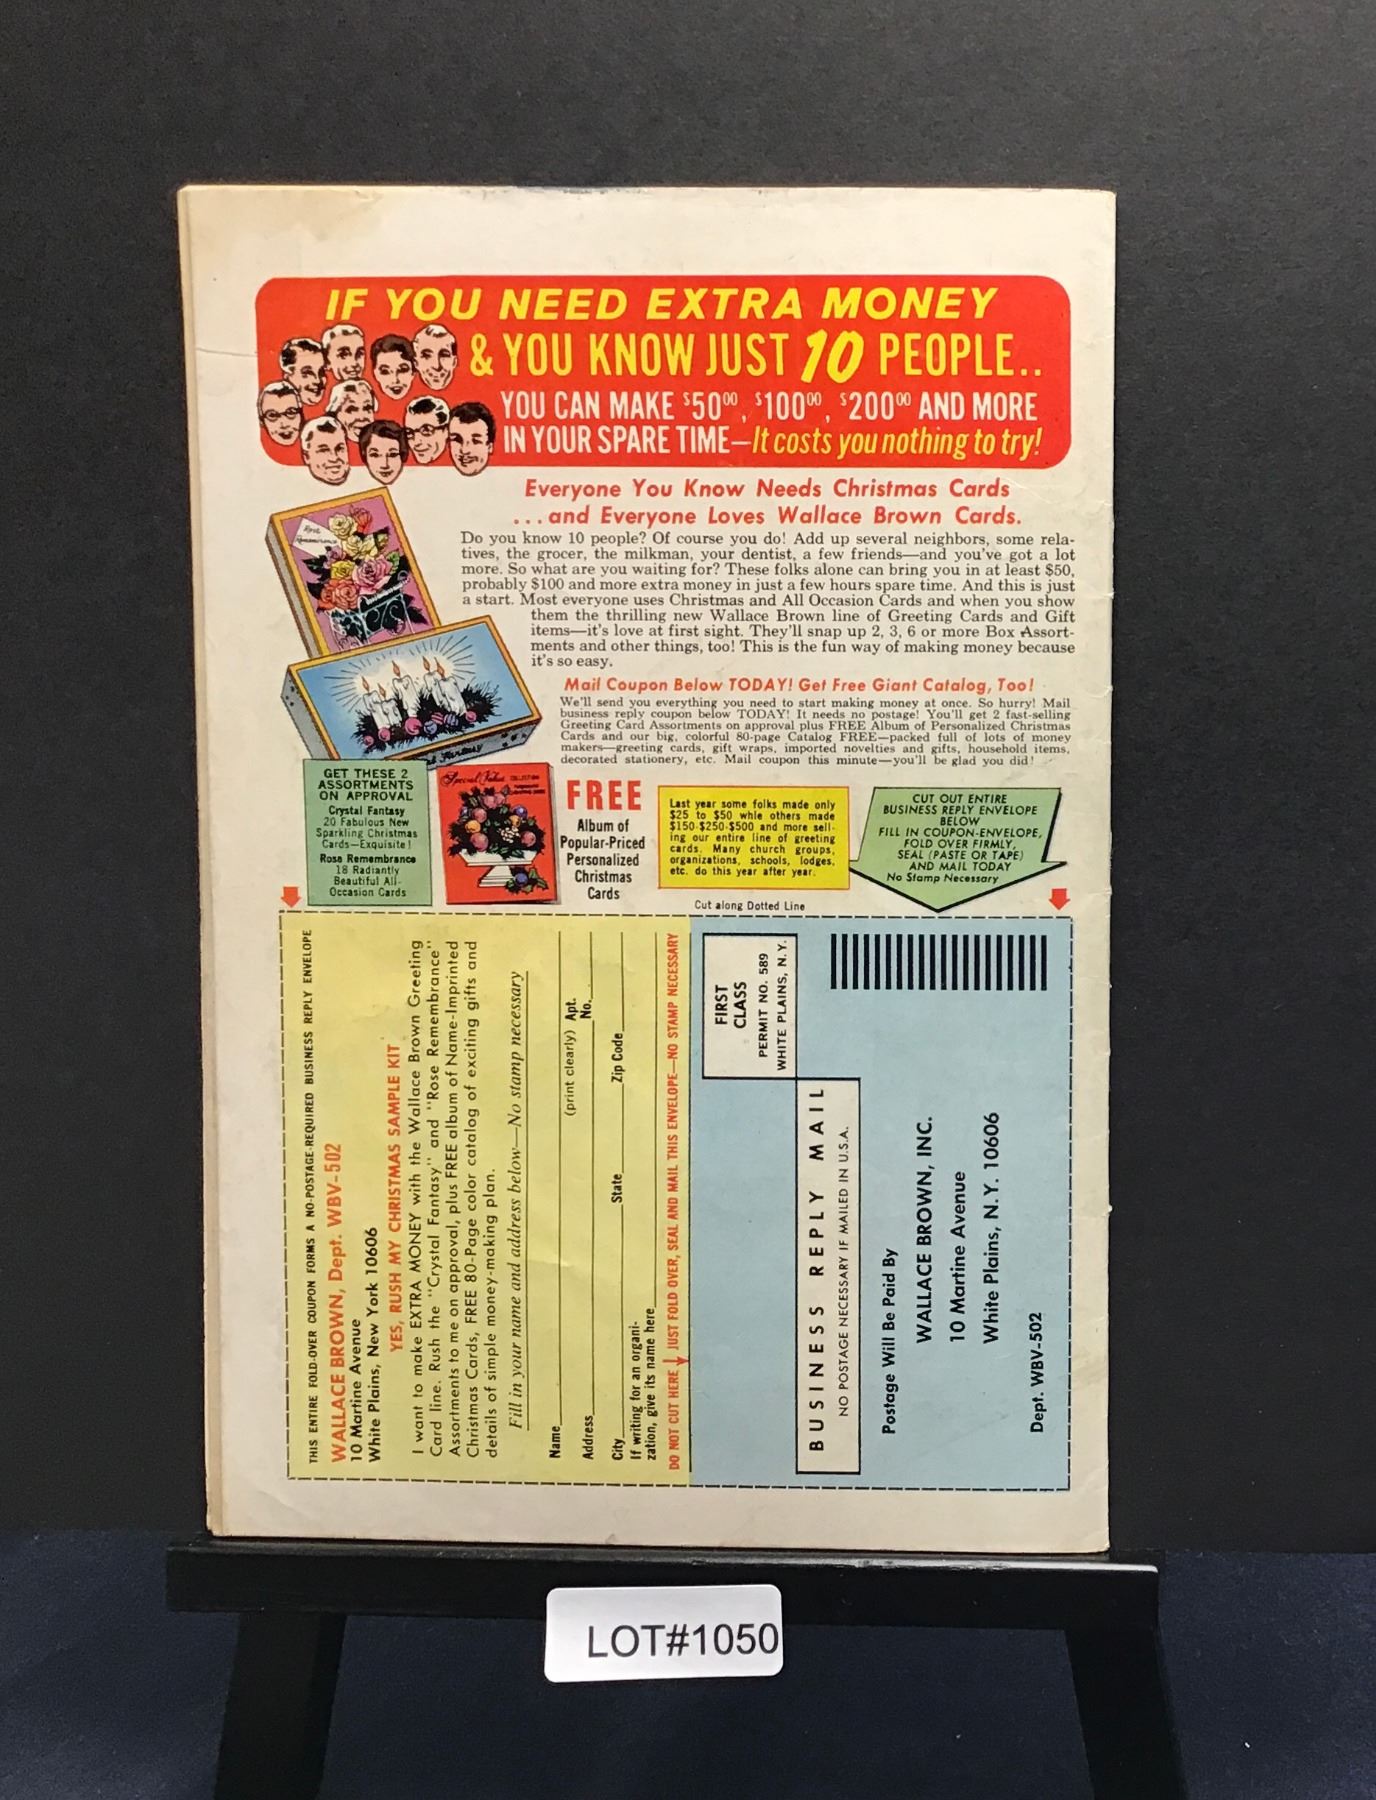 IF YOU NEED EXTRA MONEY
& YOU KNOW JUST 10 PEOPLE..
YOU CAN MAKE $50⁰⁰, $100⁰⁰, $200⁰⁰ AND MORE
IN YOUR SPARE TIME—It costs you nothing to try!
Everyone You Know Needs Christmas Cards
...and Everyone Loves Wallace Brown Cards.
Do you know 10 people? Of course you do! Add up several neighbors, some rela-
tives, the grocer, the milkman, your dentist, a few friends—and you've got a lot
more. So what are you waiting for? These folks alone can bring you in at least $50,
probably $100 and more extra money in just a few hours spare time. And this is just
a start. Most everyone uses Christmas and All Occasion Cards and when you show
them the thrilling new Wallace Brown line of Greeting Cards and Gift
items—it's love at first sight. They'll snap up 2, 3, 6 or more Box Assort-
ments and other things, too! This is the fun way of making money because
it's so easy.
Rose
Remembrance
Mail Coupon Below TODAY! Get Free Giant Catalog, Too!
We'll send you everything you need to start making money at once. So hurry! Mail
business reply coupon below TODAY! It needs no postage! You'll get 2 fast-selling
Greeting Card Assortments on approval plus FREE Album of Personalized Christmas
Cards and our big, colorful 80-page Catalog FREE—packed full of lots of money
makers—greeting cards, gift wraps, imported novelties and gifts, household items,
decorated stationery, etc. Mail coupon this minute—you'll be glad you did!
Fantasy
GET THESE 2
ASSORTMENTS
ON APPROVAL
Crystal Fantasy
20 Fabulous New
Sparkling Christmas
Cards—Exquisite!
Rose Remembrance
18 Radiantly
Beautiful All-
Occasion Cards
Special Value COLLECTION
FREE
Album of
Popular-Priced
Personalized
Christmas
Cards
Last year some folks made only
$25 to $50 whle others made
$150-$250-$500 and more sell-
ing our entire line of greeting
cards. Many church groups,
organizations, schools, lodges,
etc. do this year after year.
CUT OUT ENTIRE
BUSINESS REPLY ENVELOPE
BELOW
FILL IN COUPON-ENVELOPE,
FOLD OVER FIRMLY,
SEAL (PASTE OR TAPE)
AND MAIL TODAY
No Stamp Necessary
Cut along Dotted Line
THIS ENTIRE FOLD-OVER COUPON FORMS A NO-POSTAGE-REQUIRED BUSINESS REPLY ENVELOPE
WALLACE BROWN, Dept. WBV-502
10 Martine Avenue
White Plains, New York 10606
YES, RUSH MY CHRISTMAS SAMPLE KIT
I want to make EXTRA MONEY with the Wallace Brown Greeting
Card line. Rush the "Crystal Fantasy" and "Rose Remembrance"
Assortments to me on approval, plus FREE album of Name-Imprinted
Christmas Cards, FREE 80-Page color catalog of exciting gifts and
details of simple money-making plan.
Fill in your name and address below—No stamp necessary
Name
(print clearly)
Apt.
Address
No.
City
State
Zip Code
If writing for an organi-
zation, give its name here
DO NOT CUT HERE JUST FOLD OVER, SEAL AND MAIL THIS ENVELOPE—NO STAMP NECESSARY
FIRST
CLASS
PERMIT NO. 589
WHITE PLAINS, N.Y.
BUSINESS REPLY MAIL
NO POSTAGE NECESSARY IF MAILED IN U.S.A.
Postage Will Be Paid By
WALLACE BROWN, INC.
10 Martine Avenue
White Plains, N.Y. 10606
Dept. WBV-502
LOT#1050